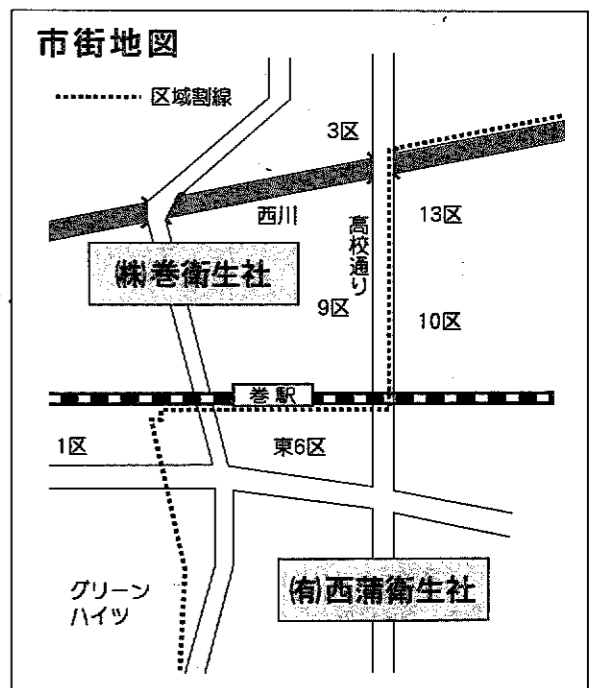 市街地図
区域割線
3区
西川
高校通り
13区
㈱巻衛生社
9区
10区
巻駅
1区
東6区
グリーン
ハイツ
㈲西蒲衛生社